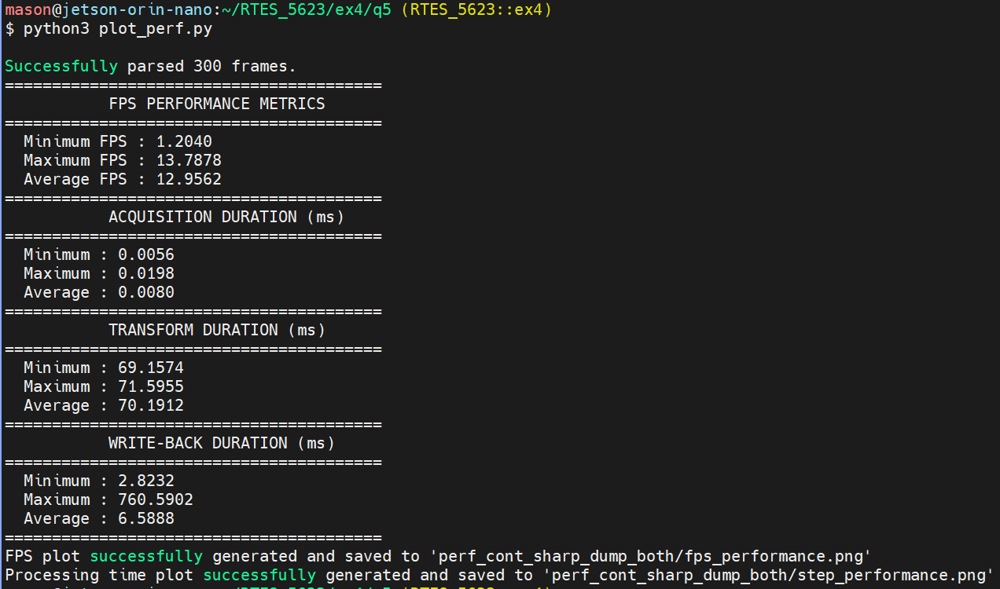 mason@jetson-orin-nano:~/RTES_5623/ex4/q5 (RTES_5623::ex4)
$ python3 plot_perf.py
Successfully parsed 300 frames.
========================================
FPS PERFORMANCE METRICS
========================================
Minimum FPS : 1.2040
Maximum FPS : 13.7878
Average FPS : 12.9562
========================================
ACQUISITION DURATION (ms)
========================================
Minimum : 0.0056
Maximum : 0.0198
Average : 0.0080
========================================
TRANSFORM DURATION (ms)
========================================
Minimum : 69.1574
Maximum : 71.5955
Average : 70.1912
========================================
WRITE-BACK DURATION (ms)
========================================
Minimum : 2.8232
Maximum : 760.5902
Average : 6.5888
========================================
FPS plot successfully generated and saved to 'perf_cont_sharp_dump_both/fps_performance.png'
Processing time plot successfully generated and saved to 'perf_cont_sharp_dump_both/step_performance.png'